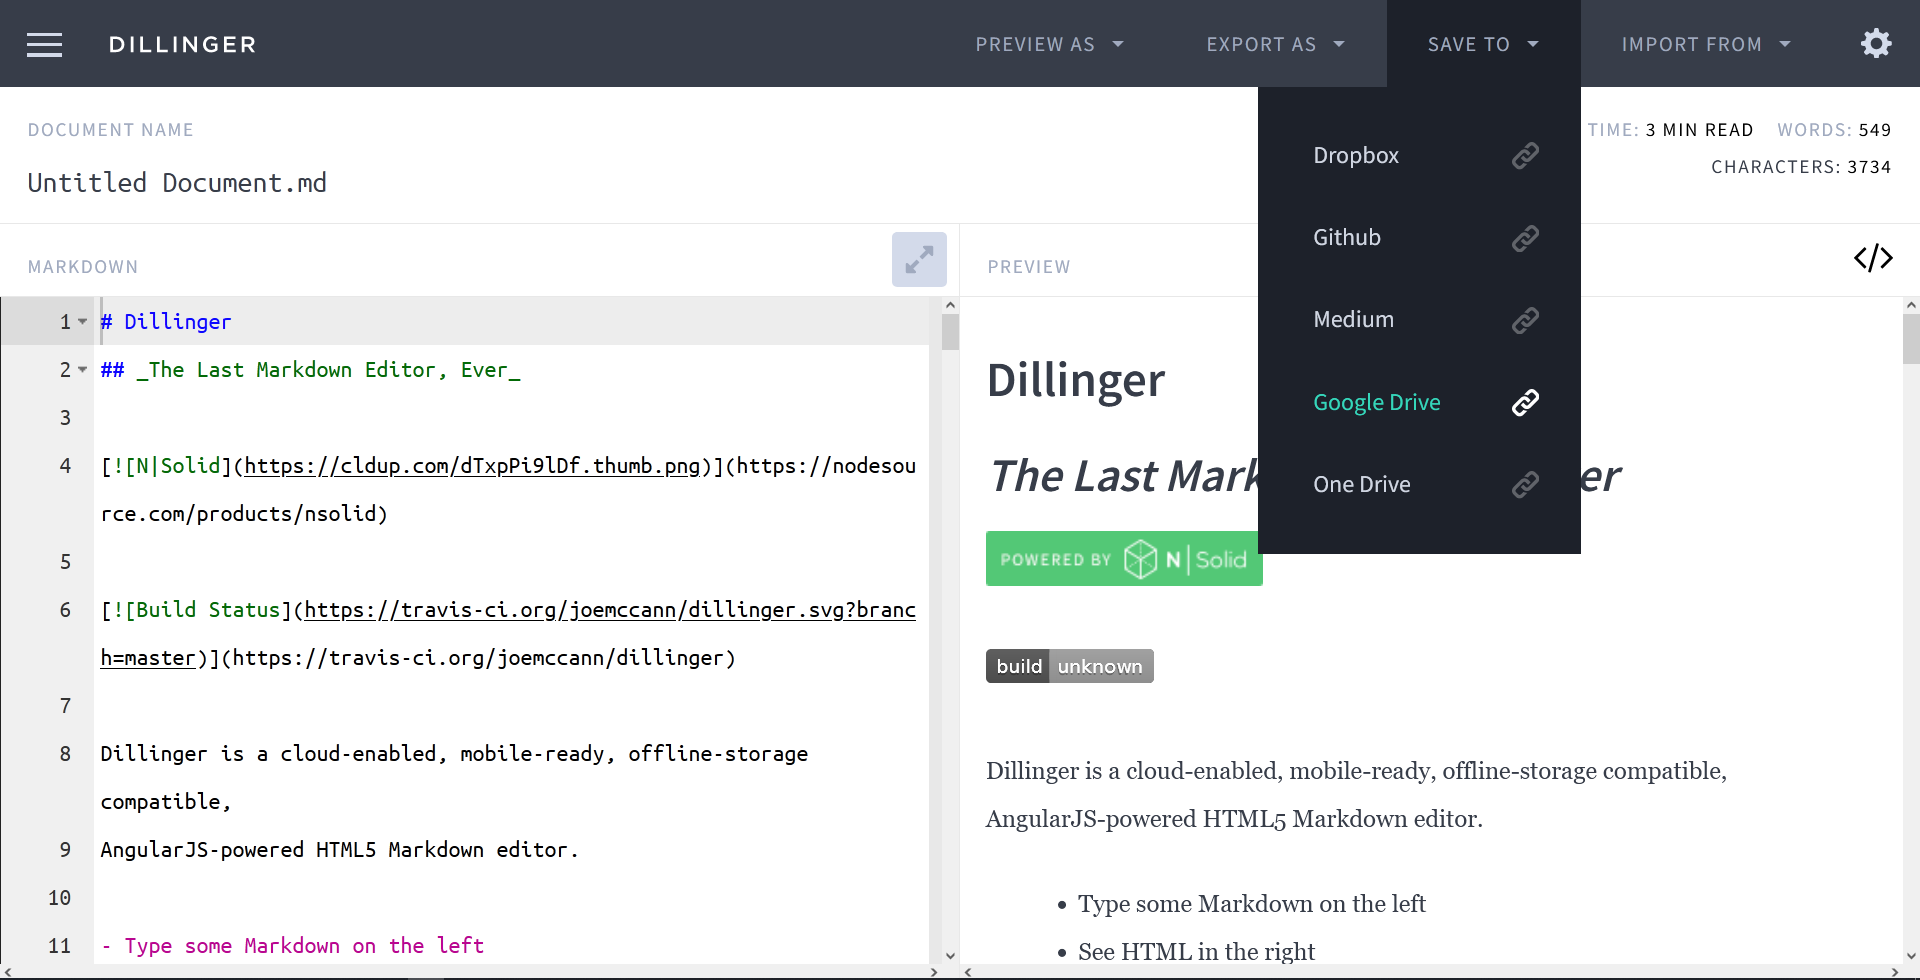 DILLINGER
PREVIEW AS
EXPORT AS
SAVE TO
IMPORT FROM
DOCUMENT NAME
Untitled Document.md
TIME: 3 MIN READ WORDS: 549
CHARACTERS: 3734
Dropbox
Github
Medium
Google Drive
One Drive
MARKDOWN
1 # Dillinger
2 ## _The Last Markdown Editor, Ever_
3
4 [![N|Solid](https://cldup.com/dTxpPi9lDf.thumb.png)](https://nodesou
rce.com/products/nsolid)
5
6 [![Build Status](https://travis-ci.org/joemccann/dillinger.svg?branc
h=master)](https://travis-ci.org/joemccann/dillinger)
7
8 Dillinger is a cloud-enabled, mobile-ready, offline-storage
compatible,
9 AngularJS-powered HTML5 Markdown editor.
10
11 - Type some Markdown on the left
PREVIEW
</>
Dillinger
The Last Mark er
POWERED BY N|Solid
build unknown
Dillinger is a cloud-enabled, mobile-ready, offline-storage compatible,
AngularJS-powered HTML5 Markdown editor.
• Type some Markdown on the left
• See HTML in the right